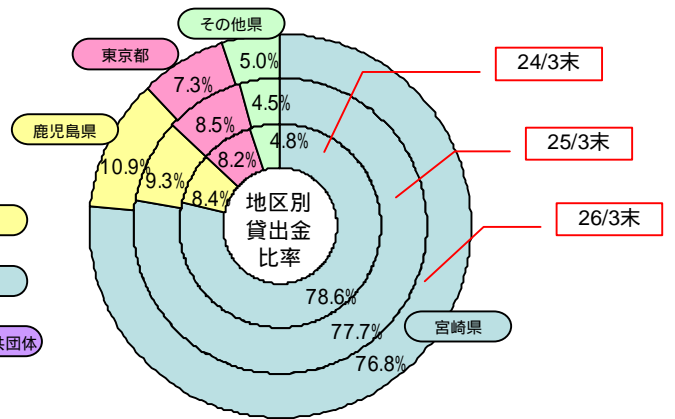 その他県
東京都
鹿児島県
5.0%
7.3%
4.5%
8.5%
4.8%
8.2%
10.9%
9.3%
8.4%
地区別
貸出金
比率
24/3末
25/3末
26/3末
78.6%
77.7%
76.8%
宮崎県
共団体